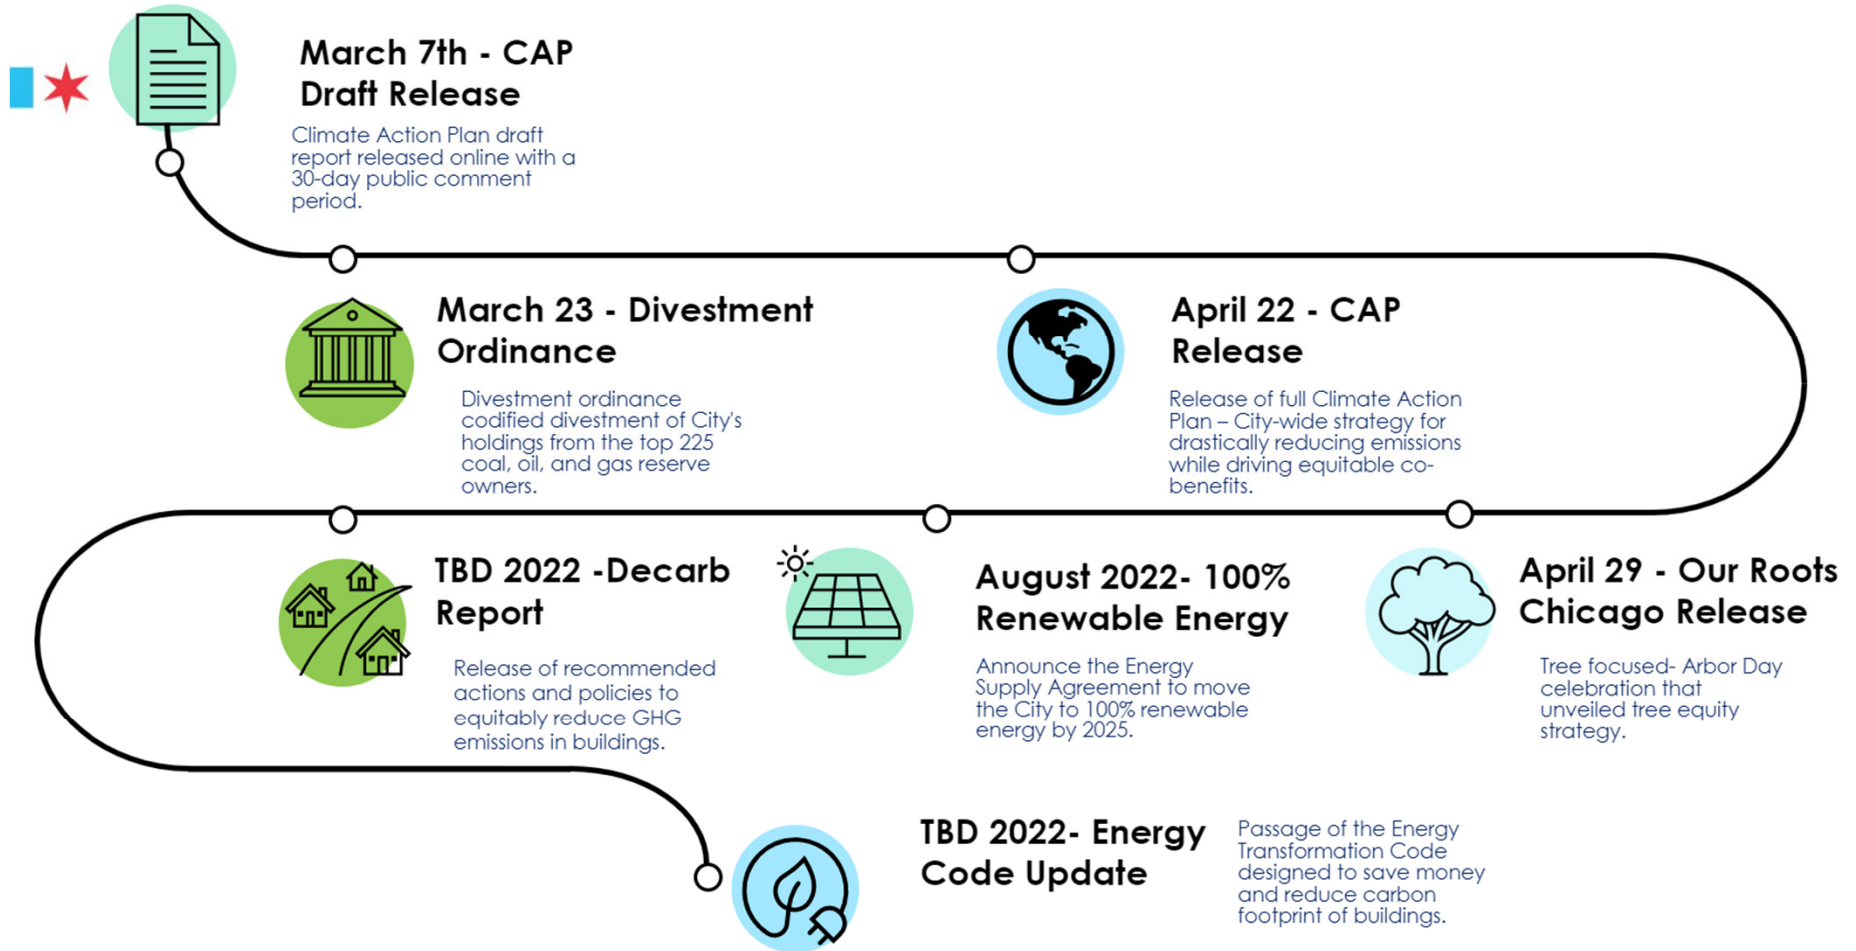 March 7th - CAP
Draft Release
Climate Action Plan draft
report released online with a
30-day public comment
period.
March 23 - Divestment
Ordinance
Divestment ordinance
codified divestment of City's
holdings from the top 225
coal, oil, and gas reserve
owners.
April 22 - CAP
Release
Release of full Climate Action
Plan – City-wide strategy for
drastically reducing emissions
while driving equitable co-
benefits.
April 29 - Our Roots
Chicago Release
Tree focused- Arbor Day
celebration that
unveiled tree equity
strategy.
August 2022- 100%
Renewable Energy
Announce the Energy
Supply Agreement to move
the City to 100% renewable
energy by 2025.
TBD 2022 -Decarb
Report
Release of recommended
actions and policies to
equitably reduce GHG
emissions in buildings.
TBD 2022- Energy
Code Update
Passage of the Energy
Transformation Code
designed to save money
and reduce carbon
footprint of buildings.